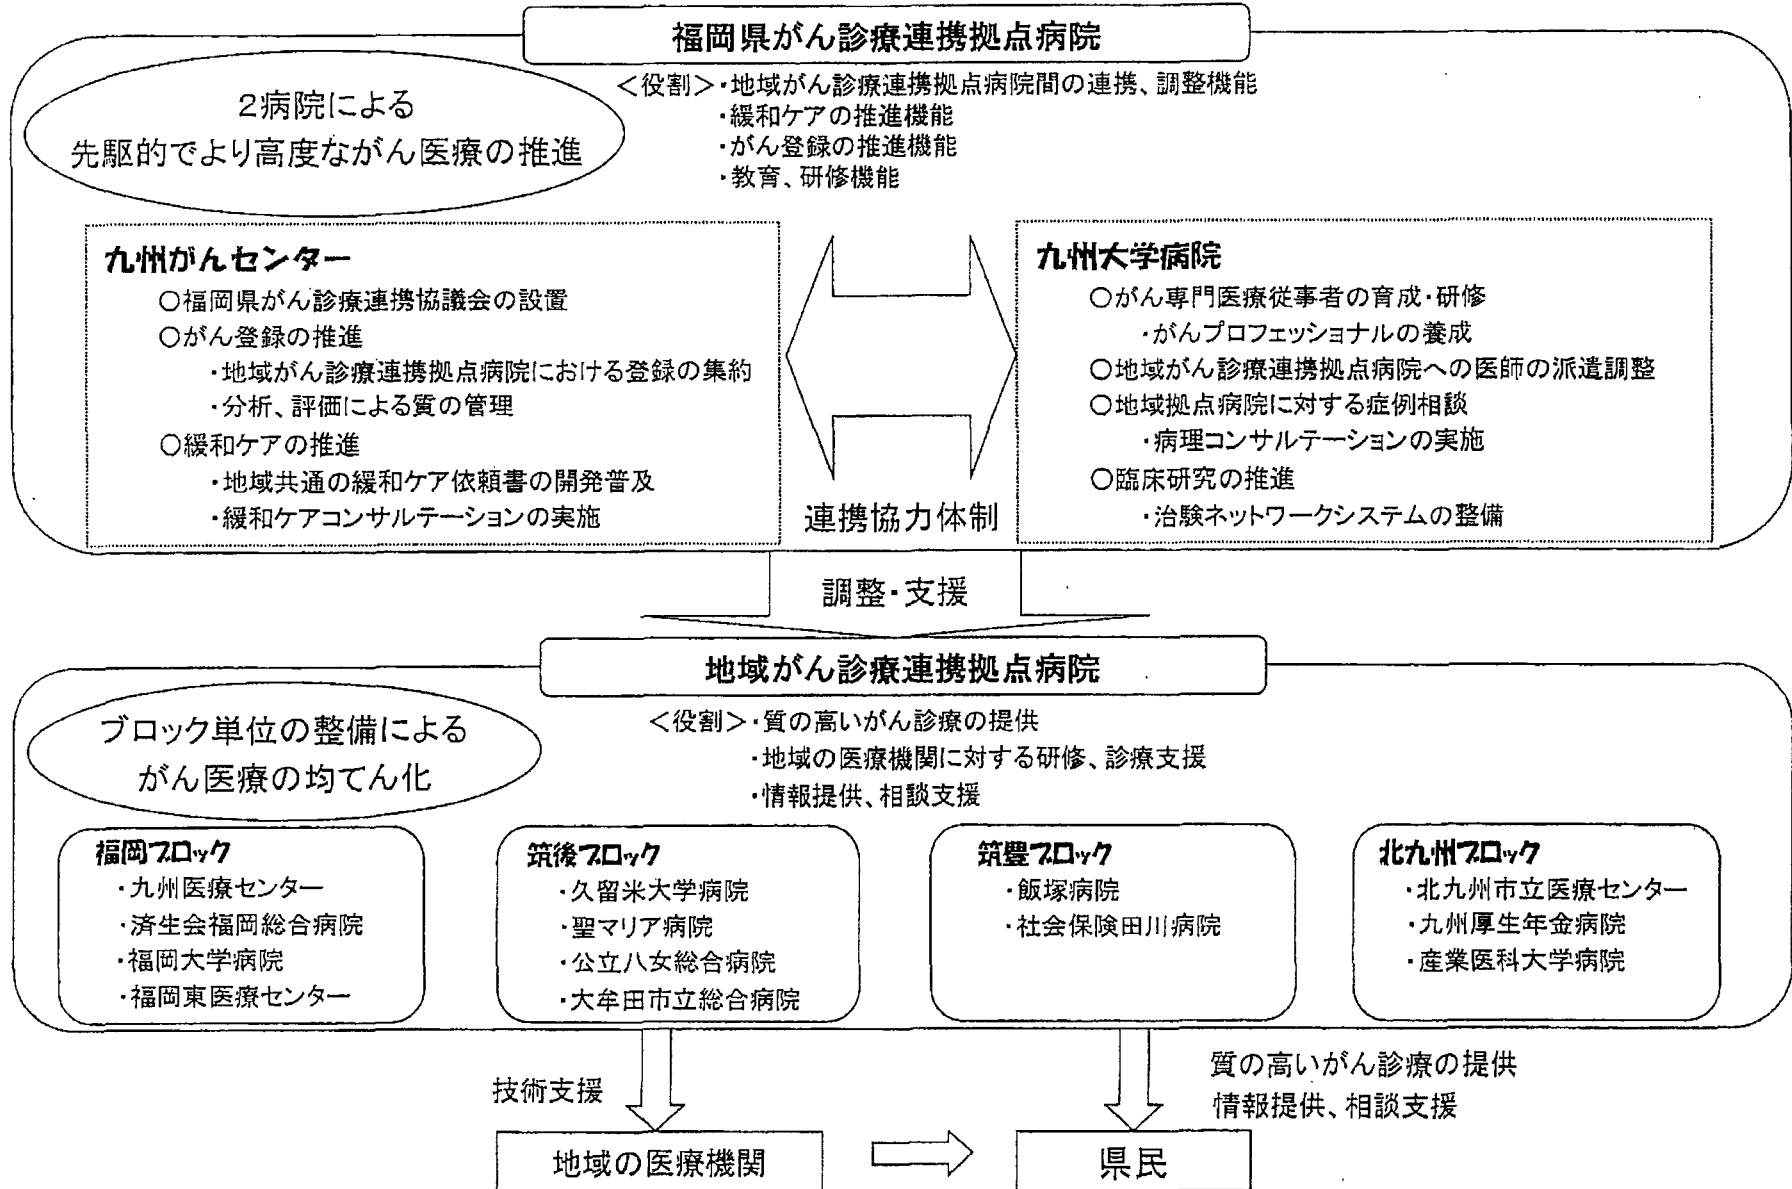 福岡県がん診療連携拠点病院
2病院による
先駆的でより高度ながん医療の推進
＜役割＞・地域がん診療連携拠点病院間の連携、調整機能
・緩和ケアの推進機能
・がん登録の推進機能
・教育、研修機能
九州がんセンター
○福岡県がん診療連携協議会の設置
○がん登録の推進
・地域がん診療連携拠点病院における登録の集約
・分析、評価による質の管理
○緩和ケアの推進
・地域共通の緩和ケア依頼書の開発普及
・緩和ケアコンサルテーションの実施
連携協力体制
九州大学病院
○がん専門医療従事者の育成・研修
・がんプロフェッショナルの養成
○地域がん診療連携拠点病院への医師の派遣調整
○地域拠点病院に対する症例相談
・病理コンサルテーションの実施
○臨床研究の推進
・治験ネットワークシステムの整備
調整・支援
地域がん診療連携拠点病院
ブロック単位の整備による
がん医療の均てん化
＜役割＞・質の高いがん診療の提供
・地域の医療機関に対する研修、診療支援
・情報提供、相談支援
福岡ブロック
・九州医療センター
・済生会福岡総合病院
・福岡大学病院
・福岡東医療センター
筑後ブロック
・久留米大学病院
・聖マリア病院
・公立八女総合病院
・大牟田市立総合病院
筑豊ブロック
・飯塚病院
・社会保険田川病院
北九州ブロック
・北九州市立医療センター
・九州厚生年金病院
・産業医科大学病院
技術支援
質の高いがん診療の提供
情報提供、相談支援
地域の医療機関
県民